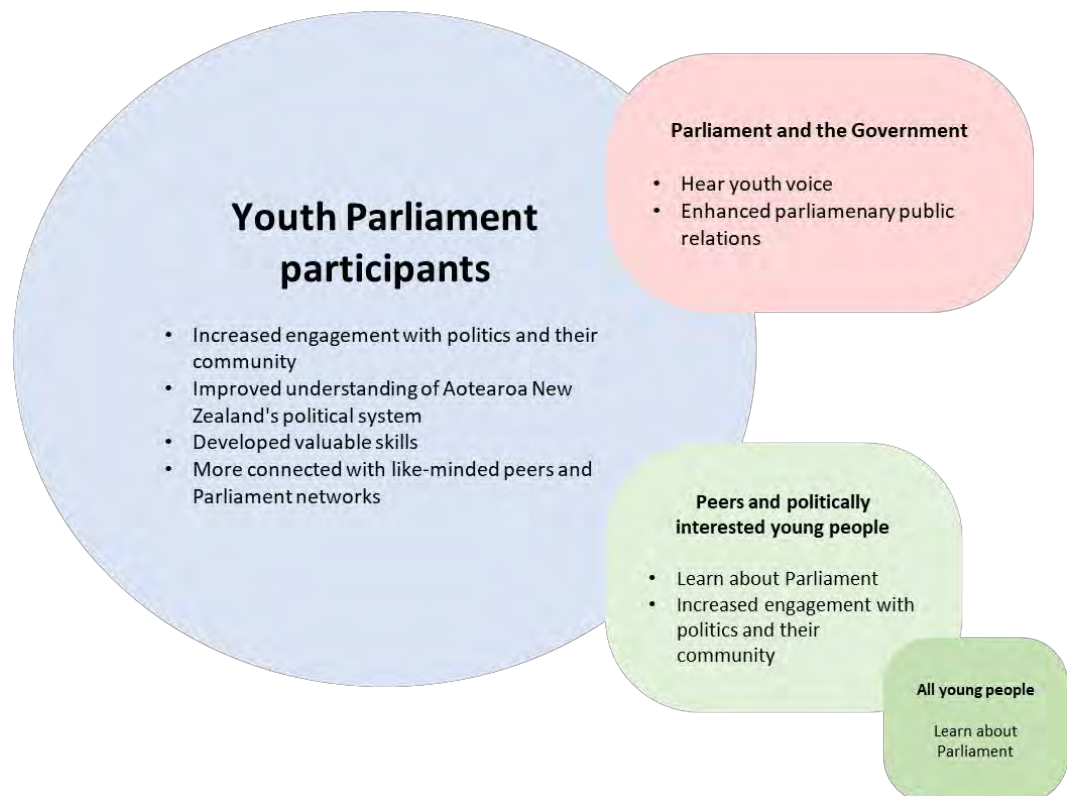 Youth Parliament
participants
• Increased engagement with politics and their
community
• Improved understanding of Aotearoa New
Zealand's political system
• Developed valuable skills
• More connected with like-minded peers and
Parliament networks
Parliament and the Government
• Hear youth voice
• Enhanced parliamenary public
relations
Peers and politically
interested young people
• Learn about Parliament
• Increased engagement with
politics and their
community
All young people
Learn about
Parliament